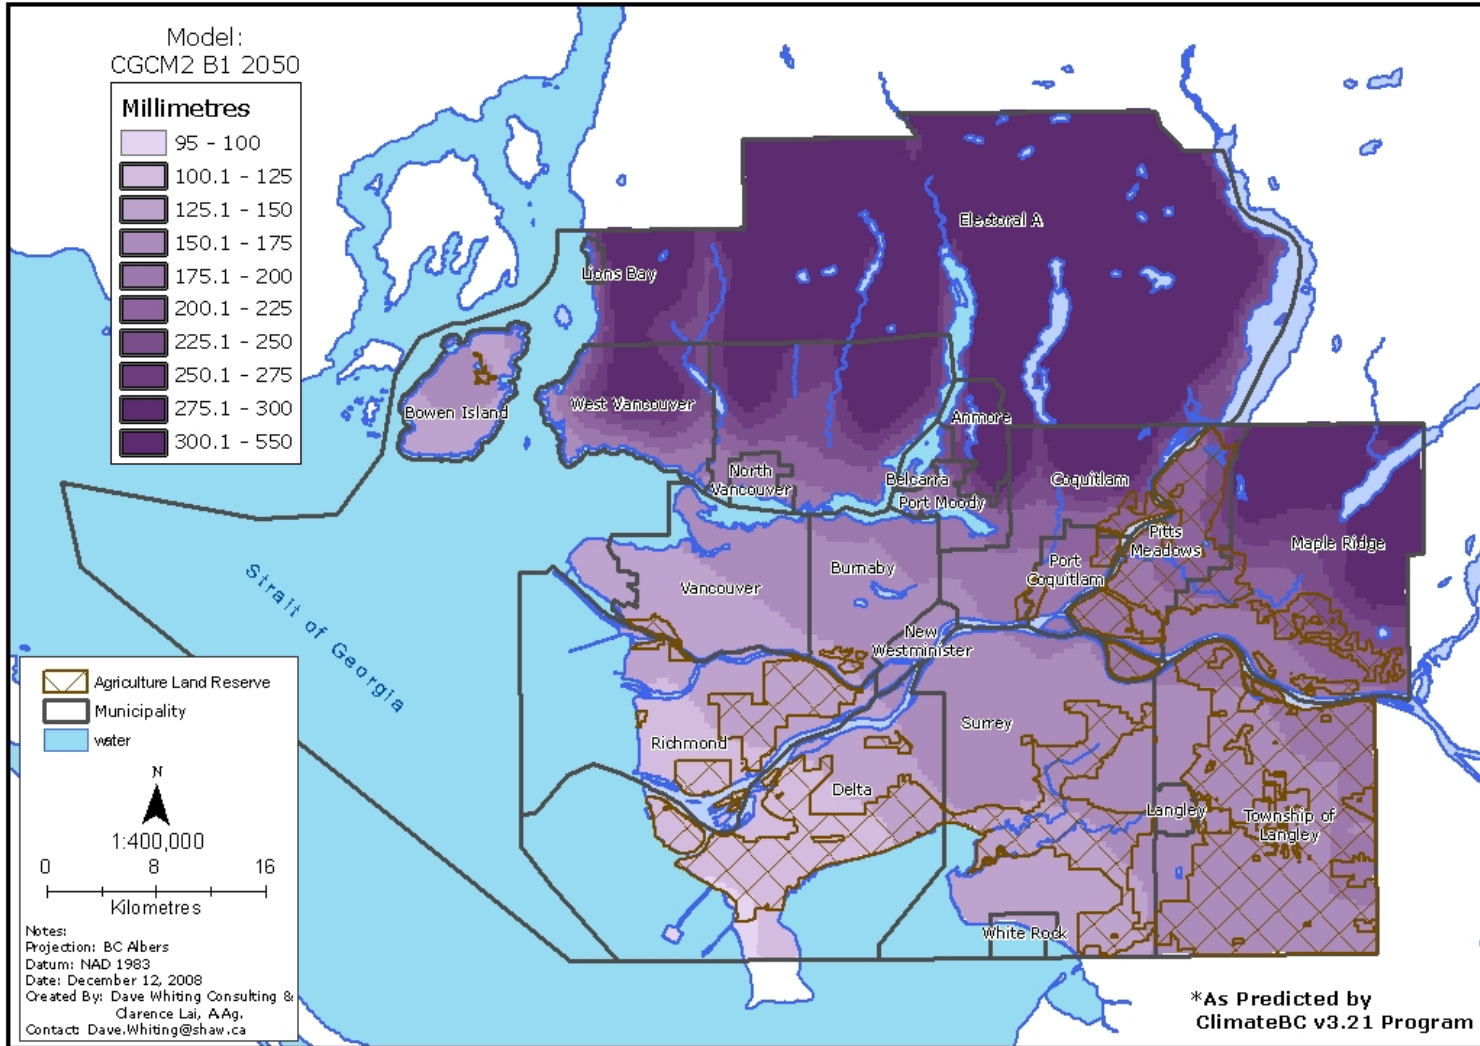 Model:
CGCM2 B1 2050
Millimetres
95 - 100
100.1 - 125
125.1 - 150
150.1 - 175
175.1 - 200
200.1 - 225
225.1 - 250
250.1 - 275
275.1 - 300
300.1 - 550
Electoral A
Lions Bay
Bowen Island
West Vancouver
Anmore
North
Vancouver
Belcarra
Port Moody
Coquitlam
Pitts
Meadows
Maple Ridge
Port
Coquitlam
Burnaby
Vancouver
New
Westminister
Strait of Georgia
Richmond
Surrey
Delta
Langley
Township of
Langley
White Rock
Agriculture Land Reserve
Municipality
water
N
1:400,000
0 8 16
Kilometres
Notes:
Projection: BC Albers
Datum: NAD 1983
Date: December 12, 2008
Created By: Dave Whiting Consulting &
Clarence Lai, A.Ag.
Contact: Dave.Whiting@shaw.ca
*As Predicted by
ClimateBC v3.21 Program